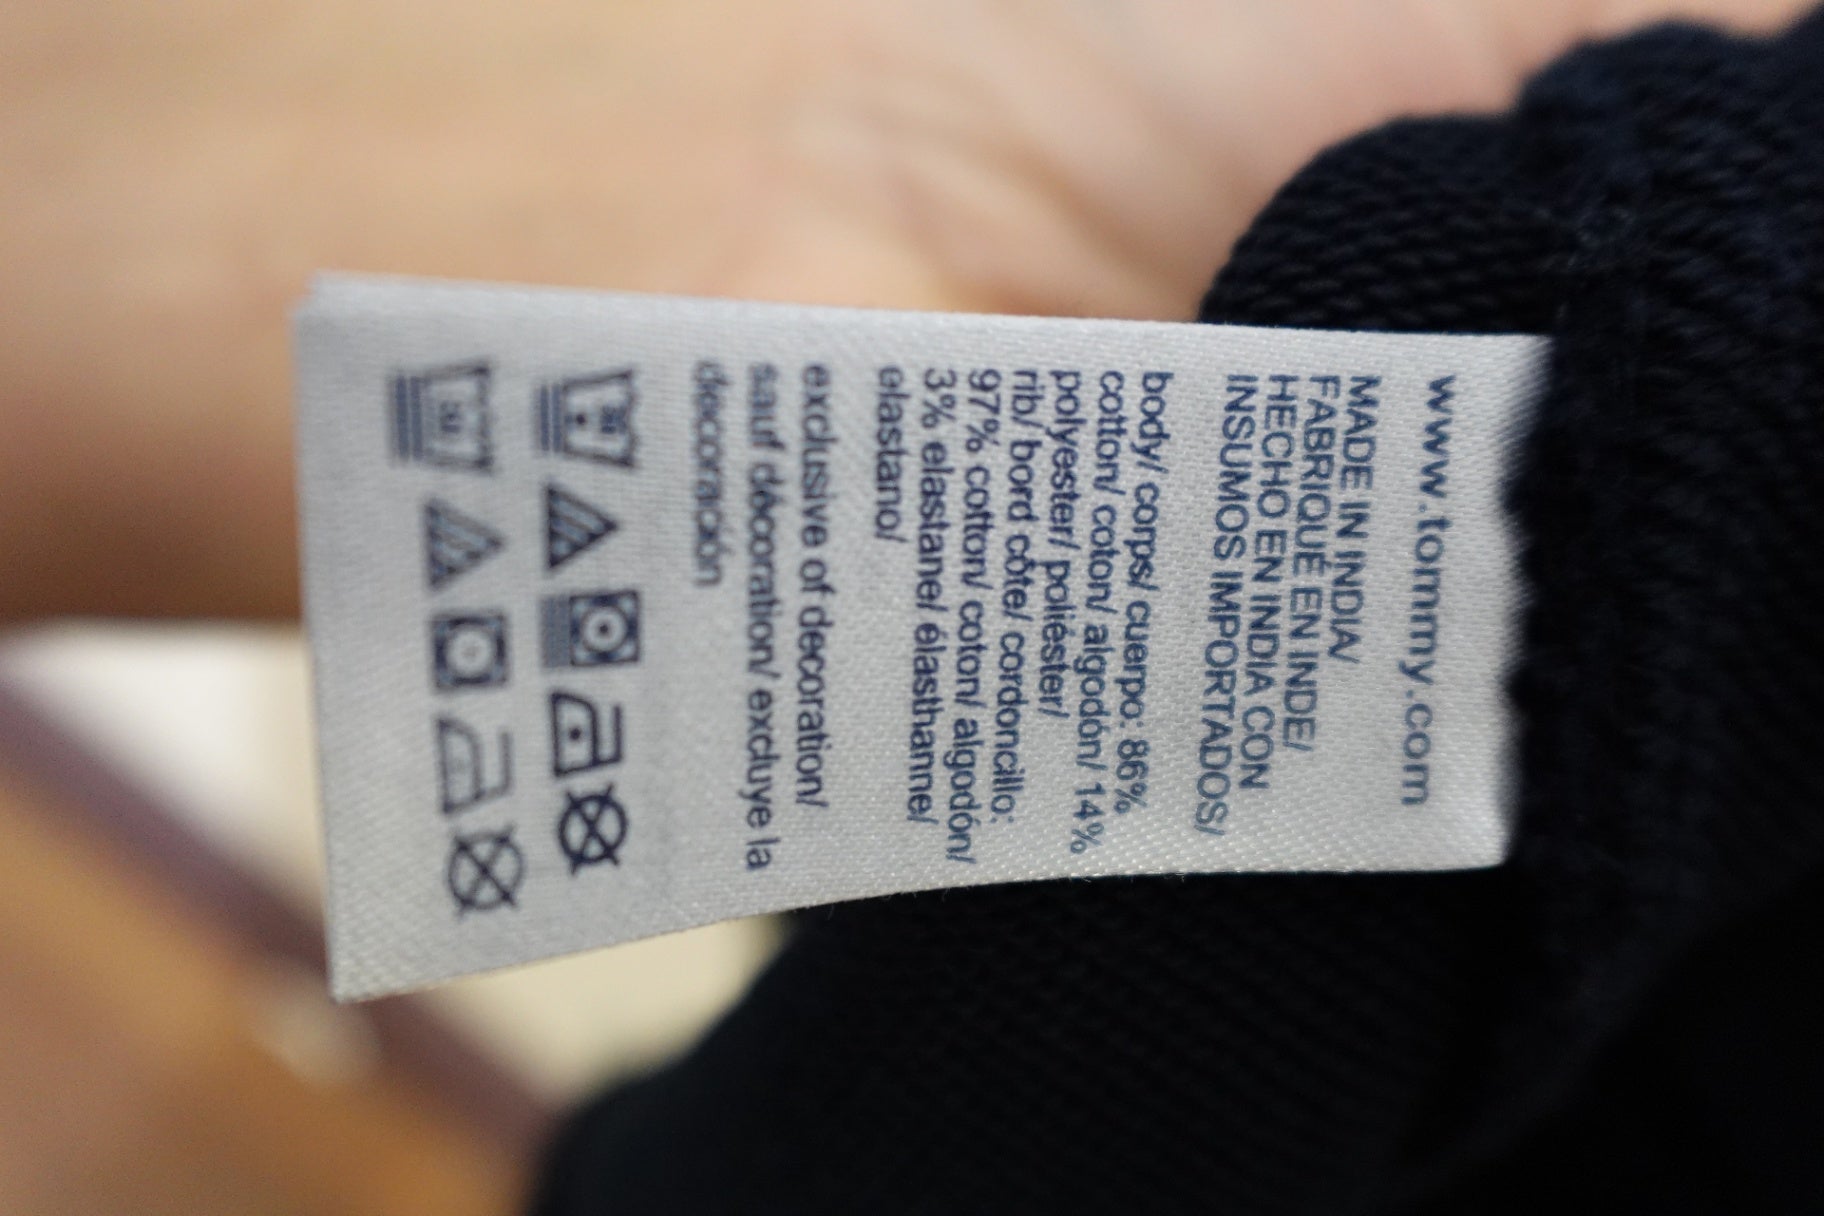 www.tommy.com
MADE IN INDIA/
FABRIQUÉ EN INDE/
HECHO EN INDIA CON
INSUMOS IMPORTADOS/
body/ corps/ cuerpo: 86%
cotton/ coton/ algodón/ 14%
polyester/ poliéster/
rib/ bord côte/ cordoncillo:
97% cotton/ coton/ algodón/
3% elastane/ élasthanne/
elastano/
exclusive of decoration/
sauf décoration/ excluye la
decoración